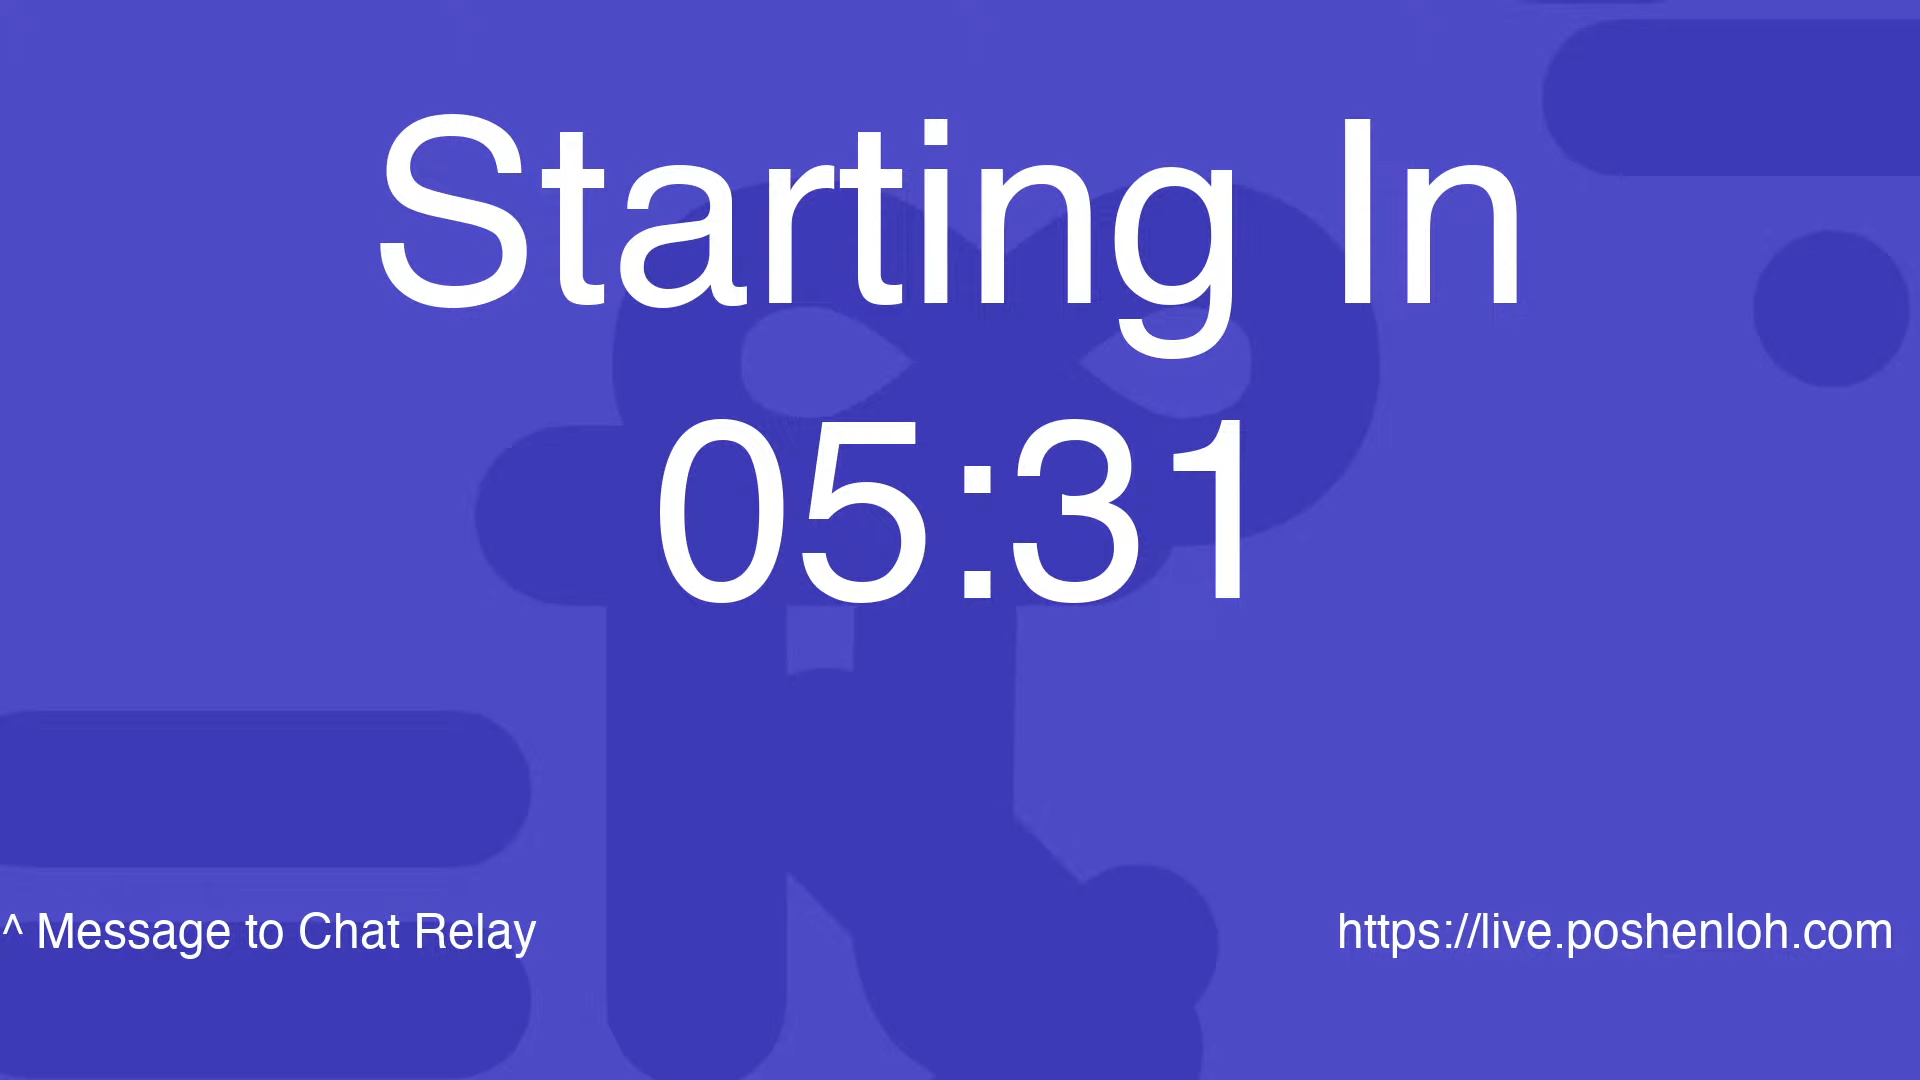 Starting In
05:31
^ Message to Chat Relay
https://live.poshenloh.com